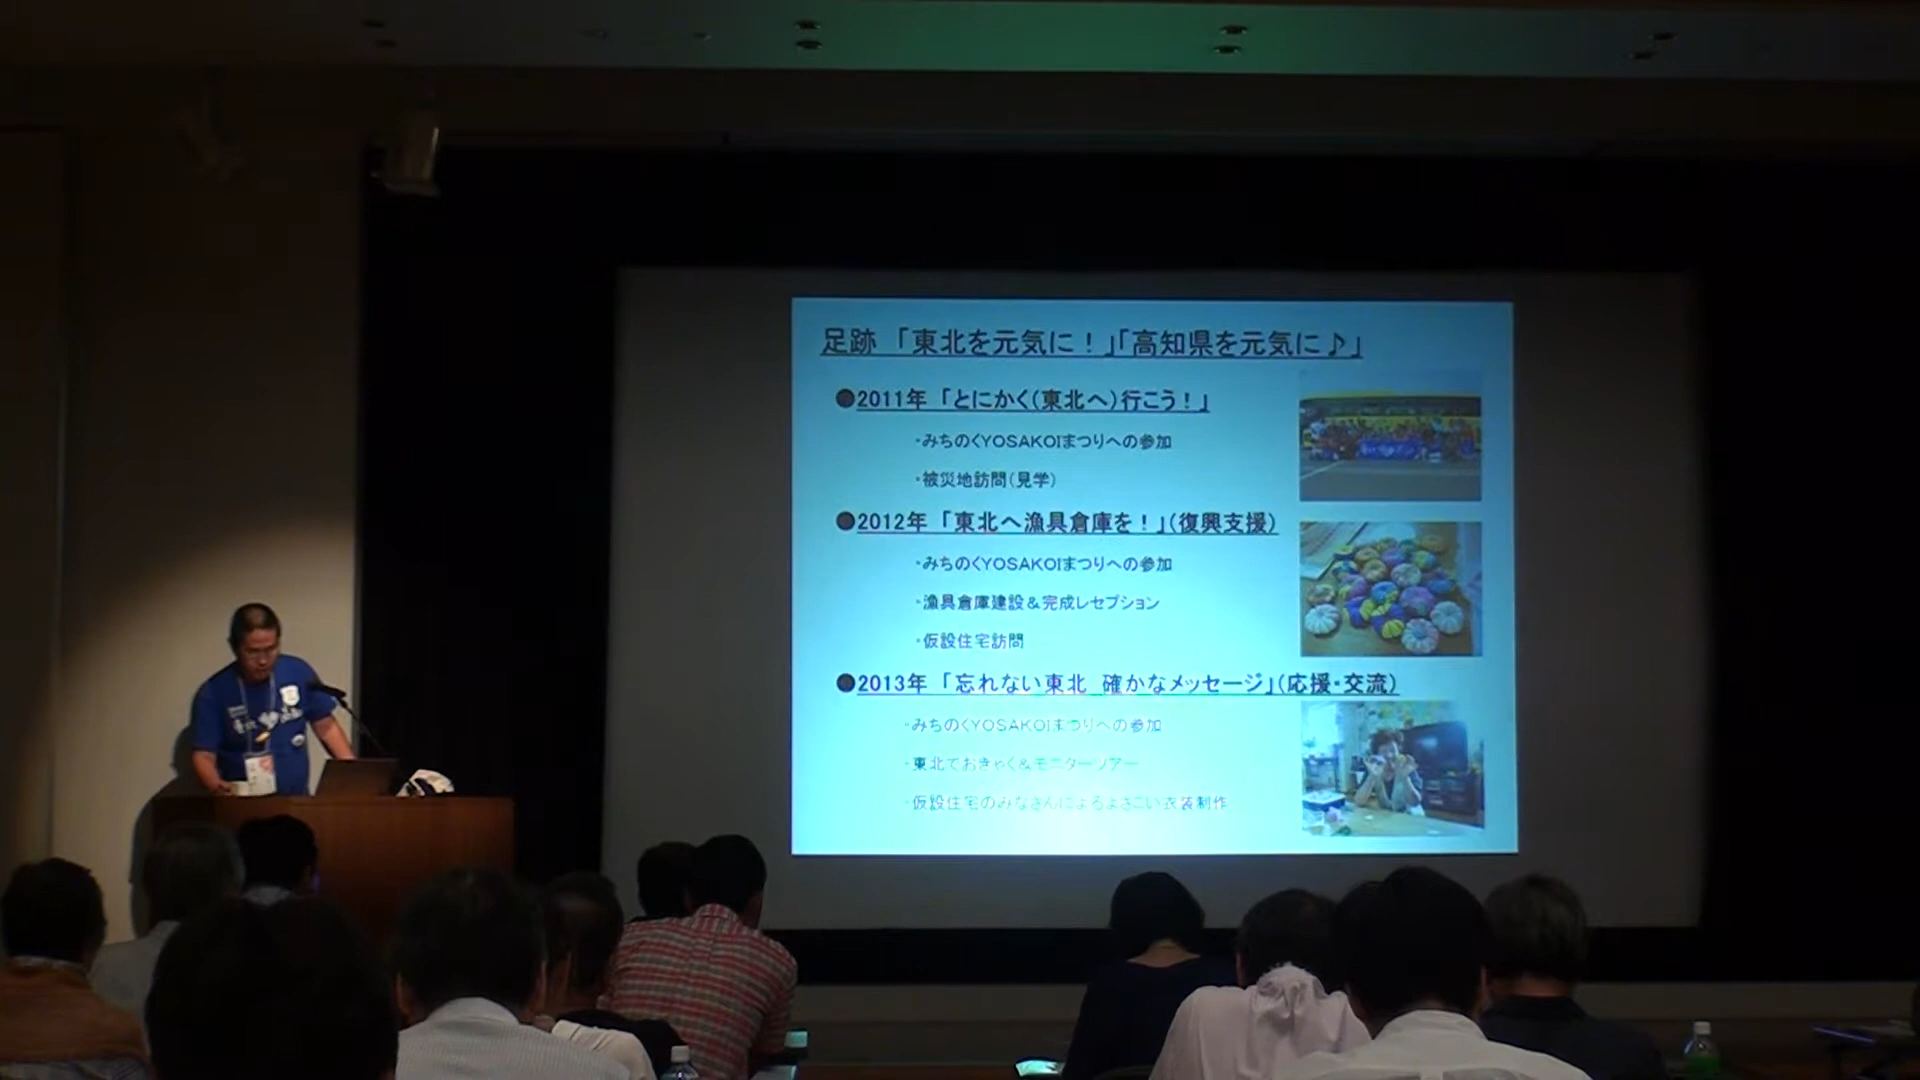 足跡 「東北を元気に！」「高知県を元気に♪」
●2011年 「とにかく(東北へ)行こう！」
・みちのくYOSAKOIまつりへの参加
・被災地訪問(見学)
●2012年 「東北へ漁具倉庫を！」(復興支援)
・みちのくYOSAKOIまつりへの参加
・漁具倉庫建設＆完成レセプション
・仮設住宅訪問
●2013年 「忘れない東北 確かなメッセージ」(応援・交流)
・みちのくYOSAKOIまつりへの参加
・東北でおきゃく＆モニターツアー
・仮設住宅のみなさんによるよさこい衣装制作